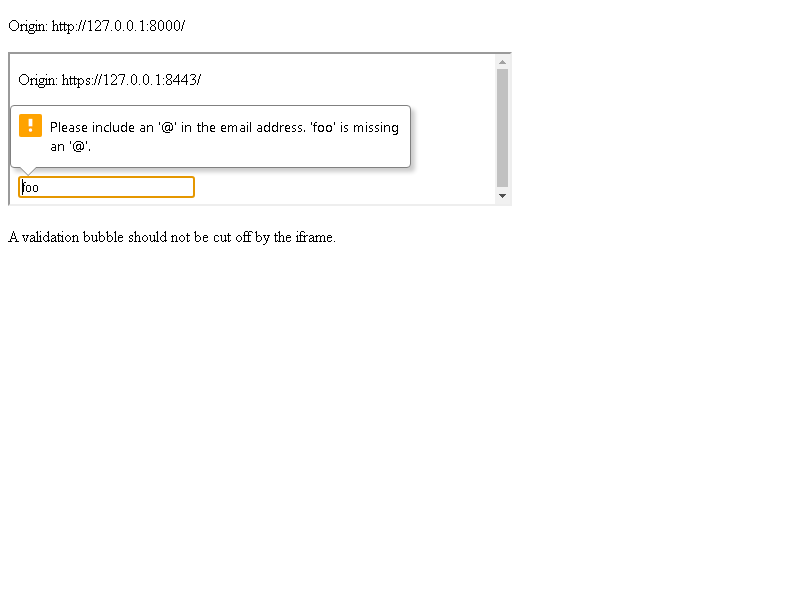 Origin: http://127.0.0.1:8000/
Origin: https://127.0.0.1:8443/
Please include an '@' in the email address. 'foo' is missing
an '@'.
foo
A validation bubble should not be cut off by the iframe.